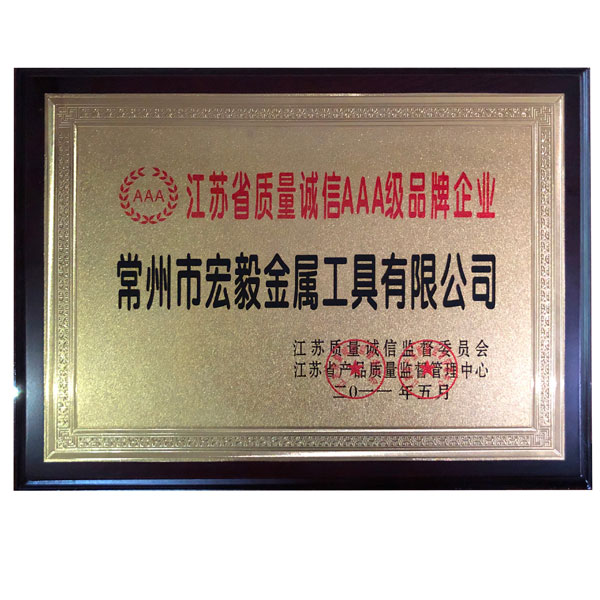 AAA 江苏省质量诚信AAA级品牌企业
常州市宏毅金属工具有限公司
江苏质量诚信监督委员会
江苏省产品质量监督管理中心
二〇一一年五月